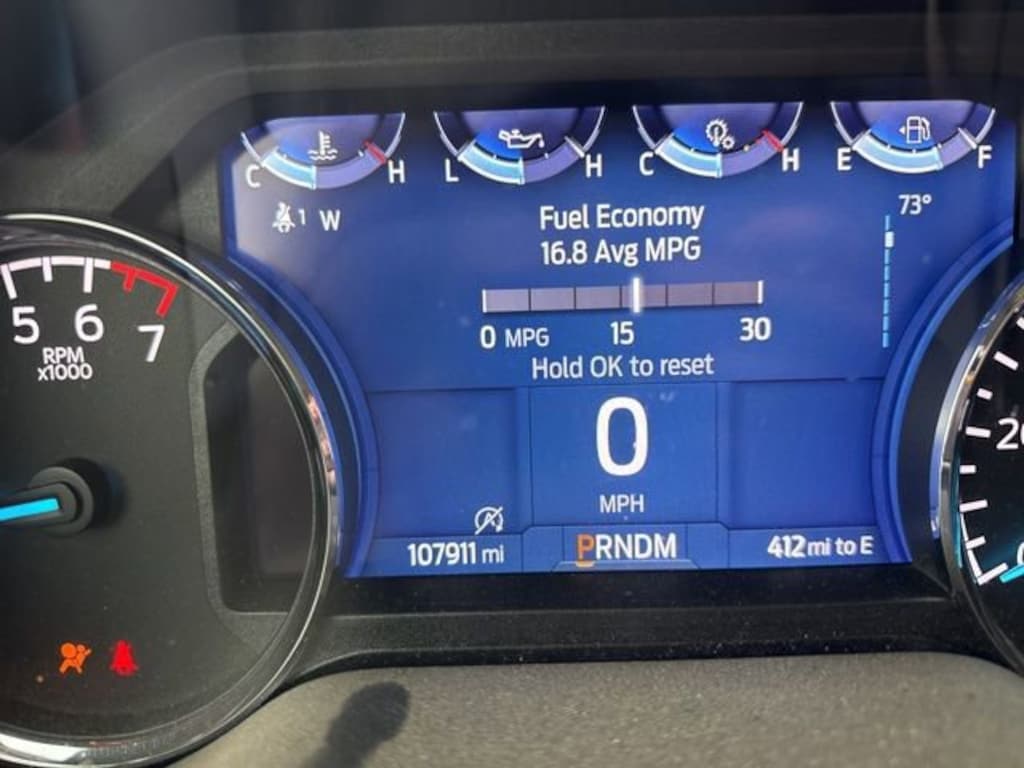 C H
L H
C H
E F
1 W
73°
Fuel Economy
16.8 Avg MPG
0 MPG 15 30
Hold OK to reset
5 6 7
RPM
x1000
0
MPH
107911 mi
PRNDM
412 mi to E